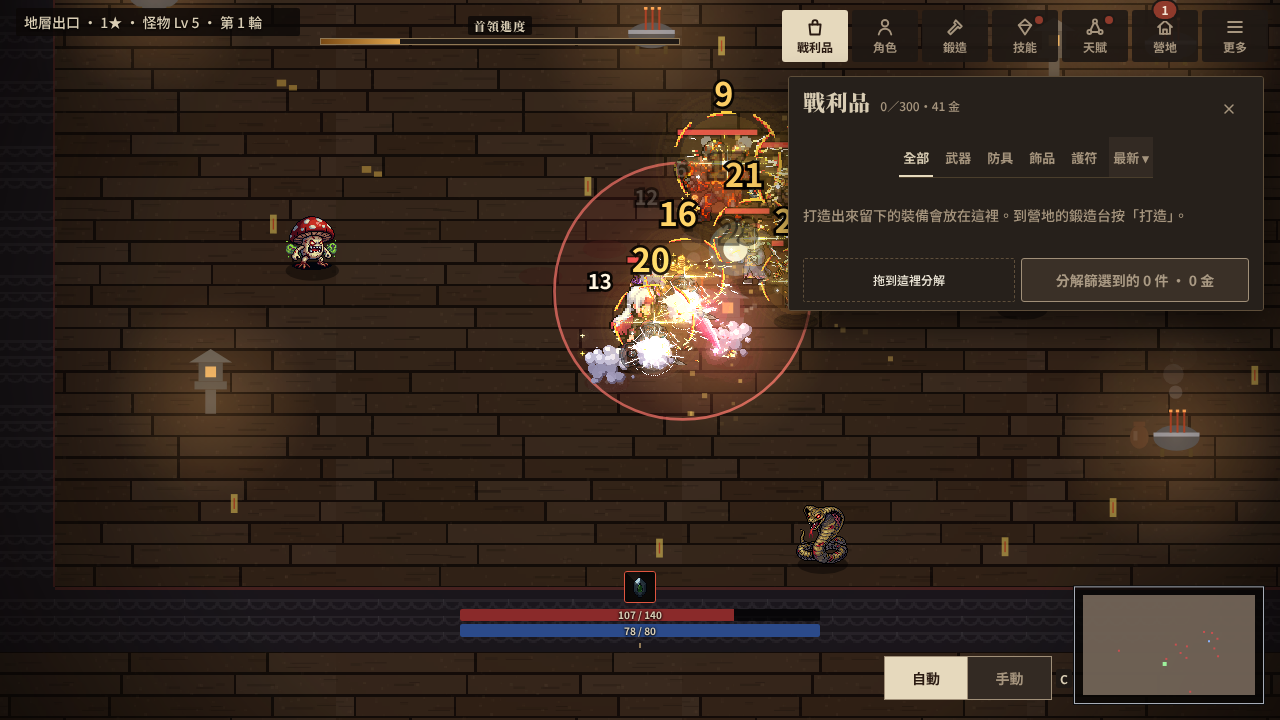 地層出口 · 1★ · 怪物 Lv 5 · 第 1 輪
首領進度
戰利品
角色
鍛造
技能
天賦
1
營地
更多
戰利品 0／300 · 41 金
×
全部 武器 防具 飾品 護符 最新▾
打造出來留下的裝備會放在這裡。到營地的鍛造台按「打造」。
拖到這裡分解
分解篩選到的 0 件 · 0 金
9
21
12
16
20
13
107 / 140
78 / 80
自動
手動
C